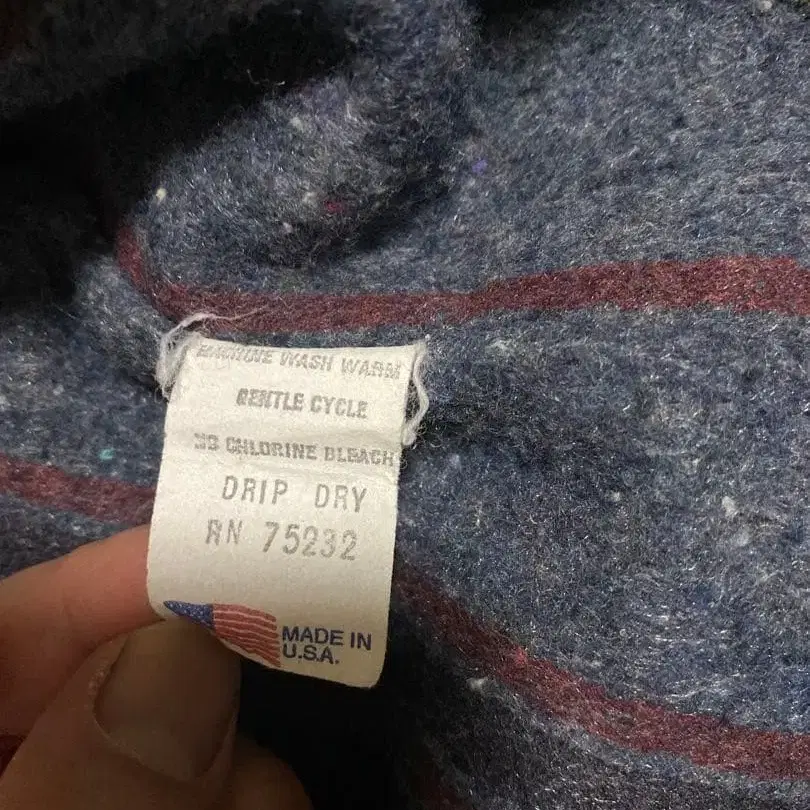 MACHINE WASH WARM
GENTLE CYCLE
NO CHLORINE BLEACH
DRIP DRY
RN 75232
MADE IN
U.S.A.